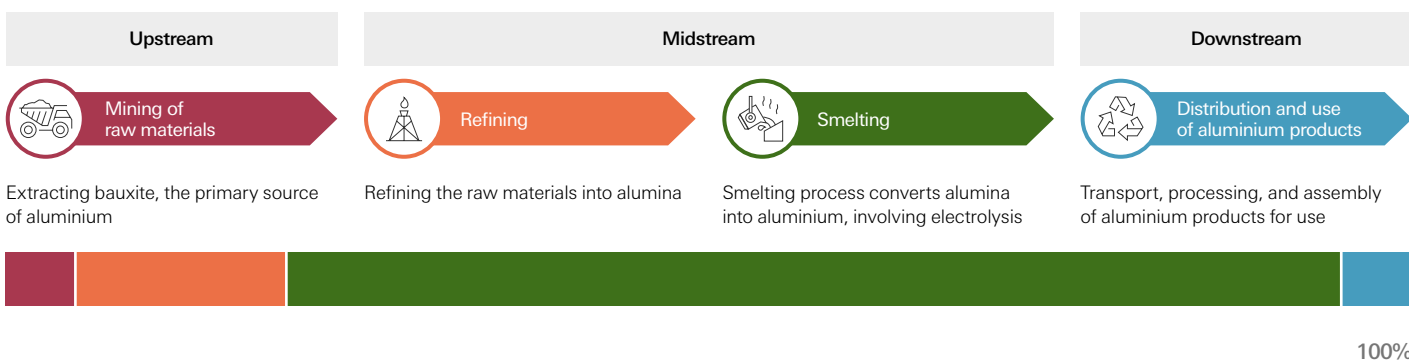 Upstream
Midstream
Downstream
Mining of
raw materials
Refining
Smelting
Distribution and use
of aluminium products
Extracting bauxite, the primary source
of aluminium
Refining the raw materials into alumina
Smelting process converts alumina
into aluminium, involving electrolysis
Transport, processing, and assembly
of aluminium products for use
100%